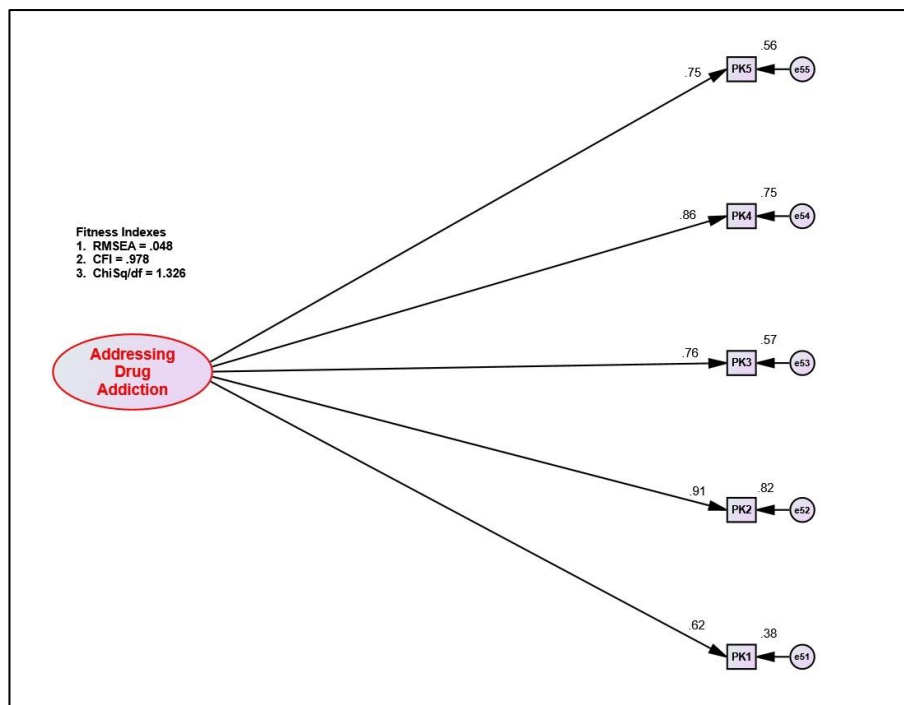 .56
.75
PK5
e55
.75
.86
PK4
e54
Fitness Indexes
1. RMSEA = .048
2. CFI = .978
3. ChiSq/df = 1.326
.57
.76
PK3
e53
Addressing
Drug
Addiction
.91
.82
PK2
e52
.62
.38
PK1
e51